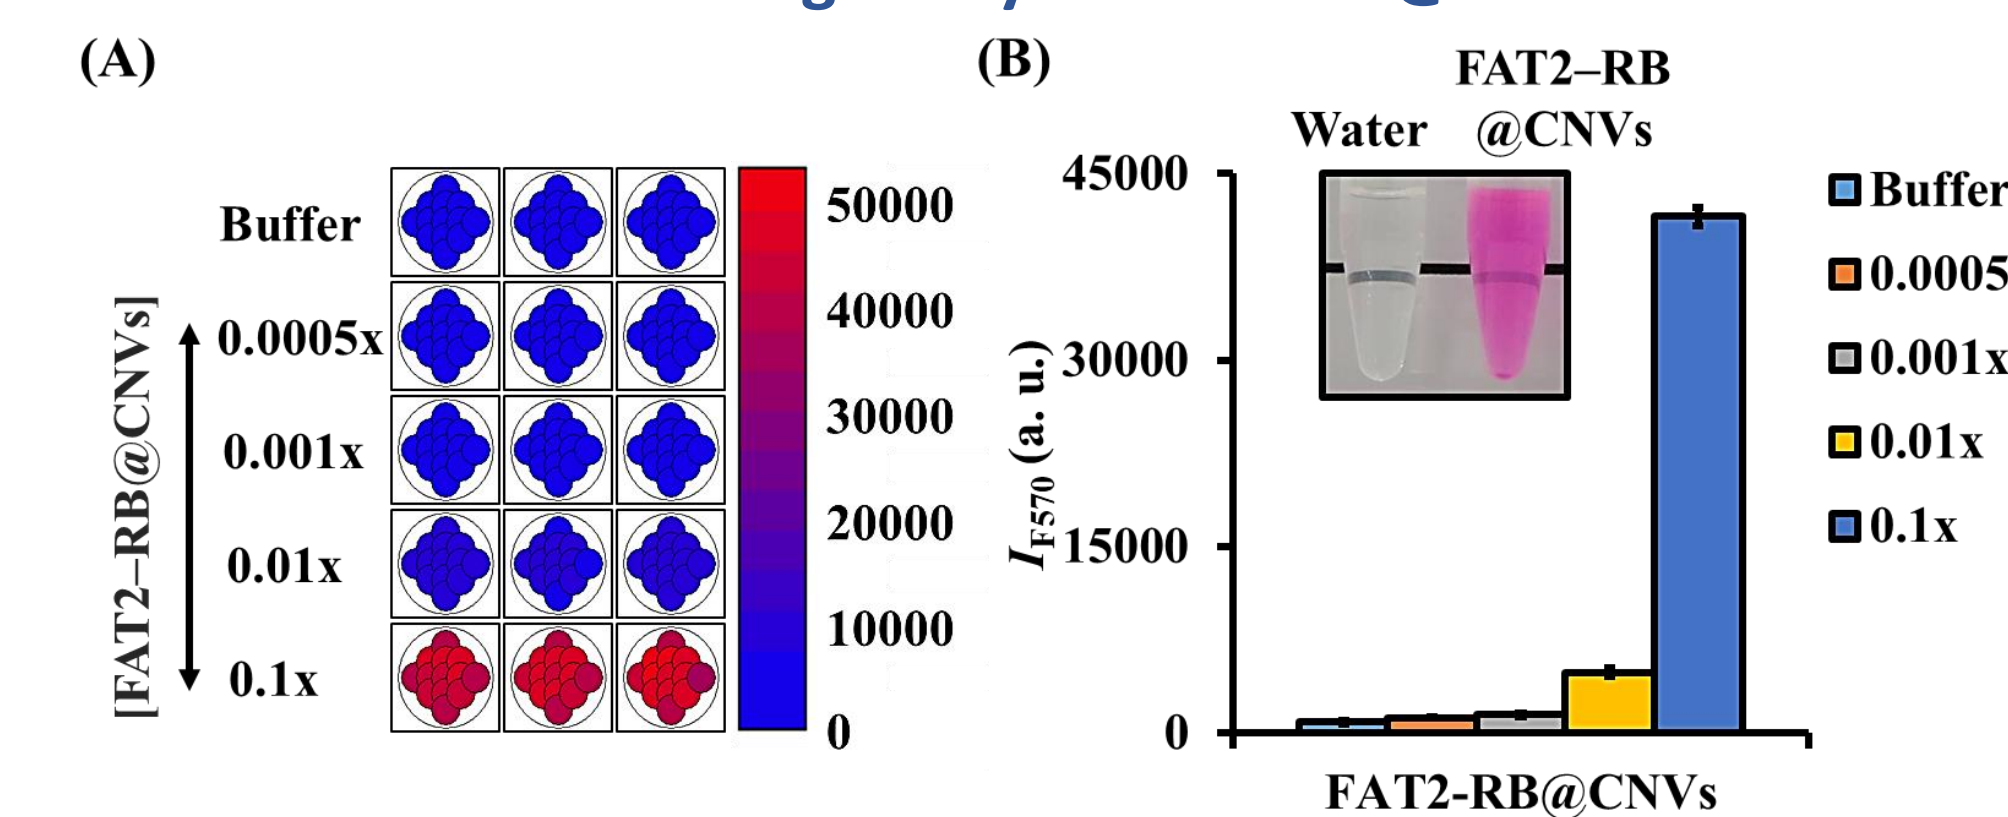 (A)
Buffer
0.0005x
0.001x
0.01x
0.1x
[FAT2–RB@CNVs]
50000
40000
30000
20000
10000
0
(B)
FAT2–RB
Water @CNVs
45000
30000
15000
0
IF570 (a. u.)
FAT2-RB@CNVs
Buffer
0.0005
0.001x
0.01x
0.1x